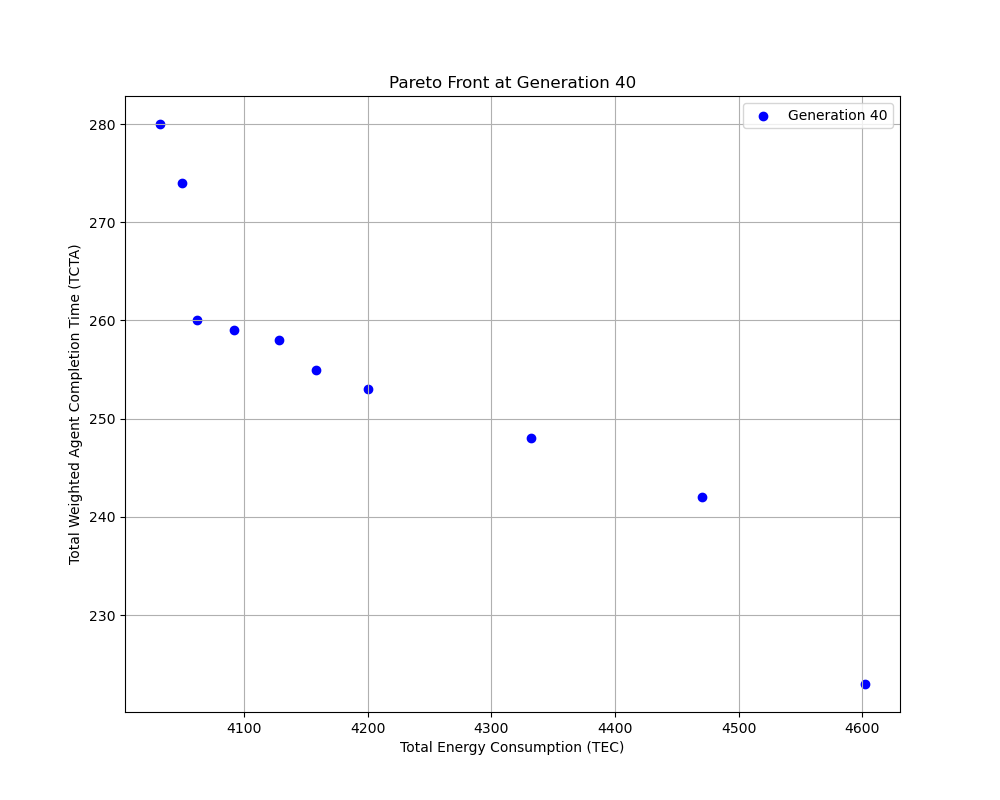 Pareto Front at Generation 40
Generation 40
280
270
260
250
240
230
Total Weighted Agent Completion Time (TCTA)
4100 4200 4300 4400 4500 4600
Total Energy Consumption (TEC)